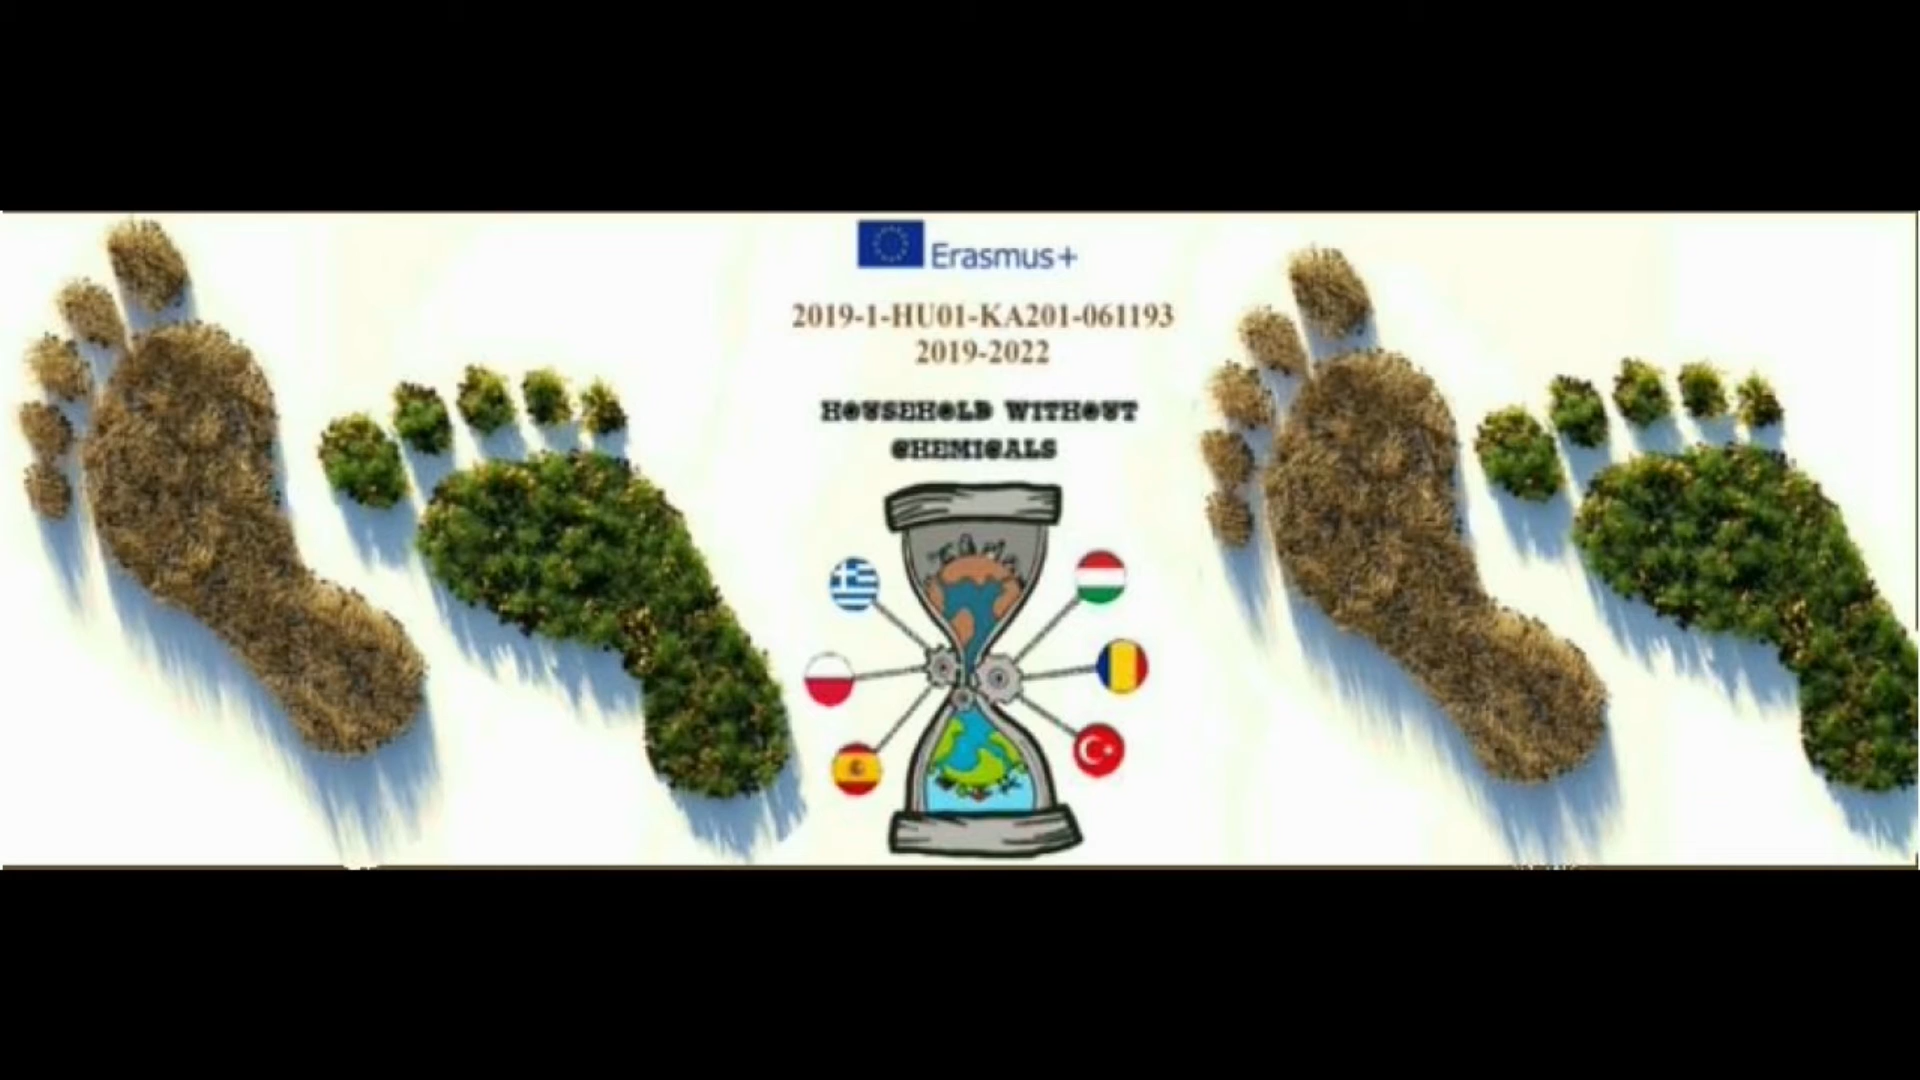 Erasmus+
2019-1-HU01-KA201-061193
2019-2022
HOUSEHOLD WITHOUT
CHEMICALS